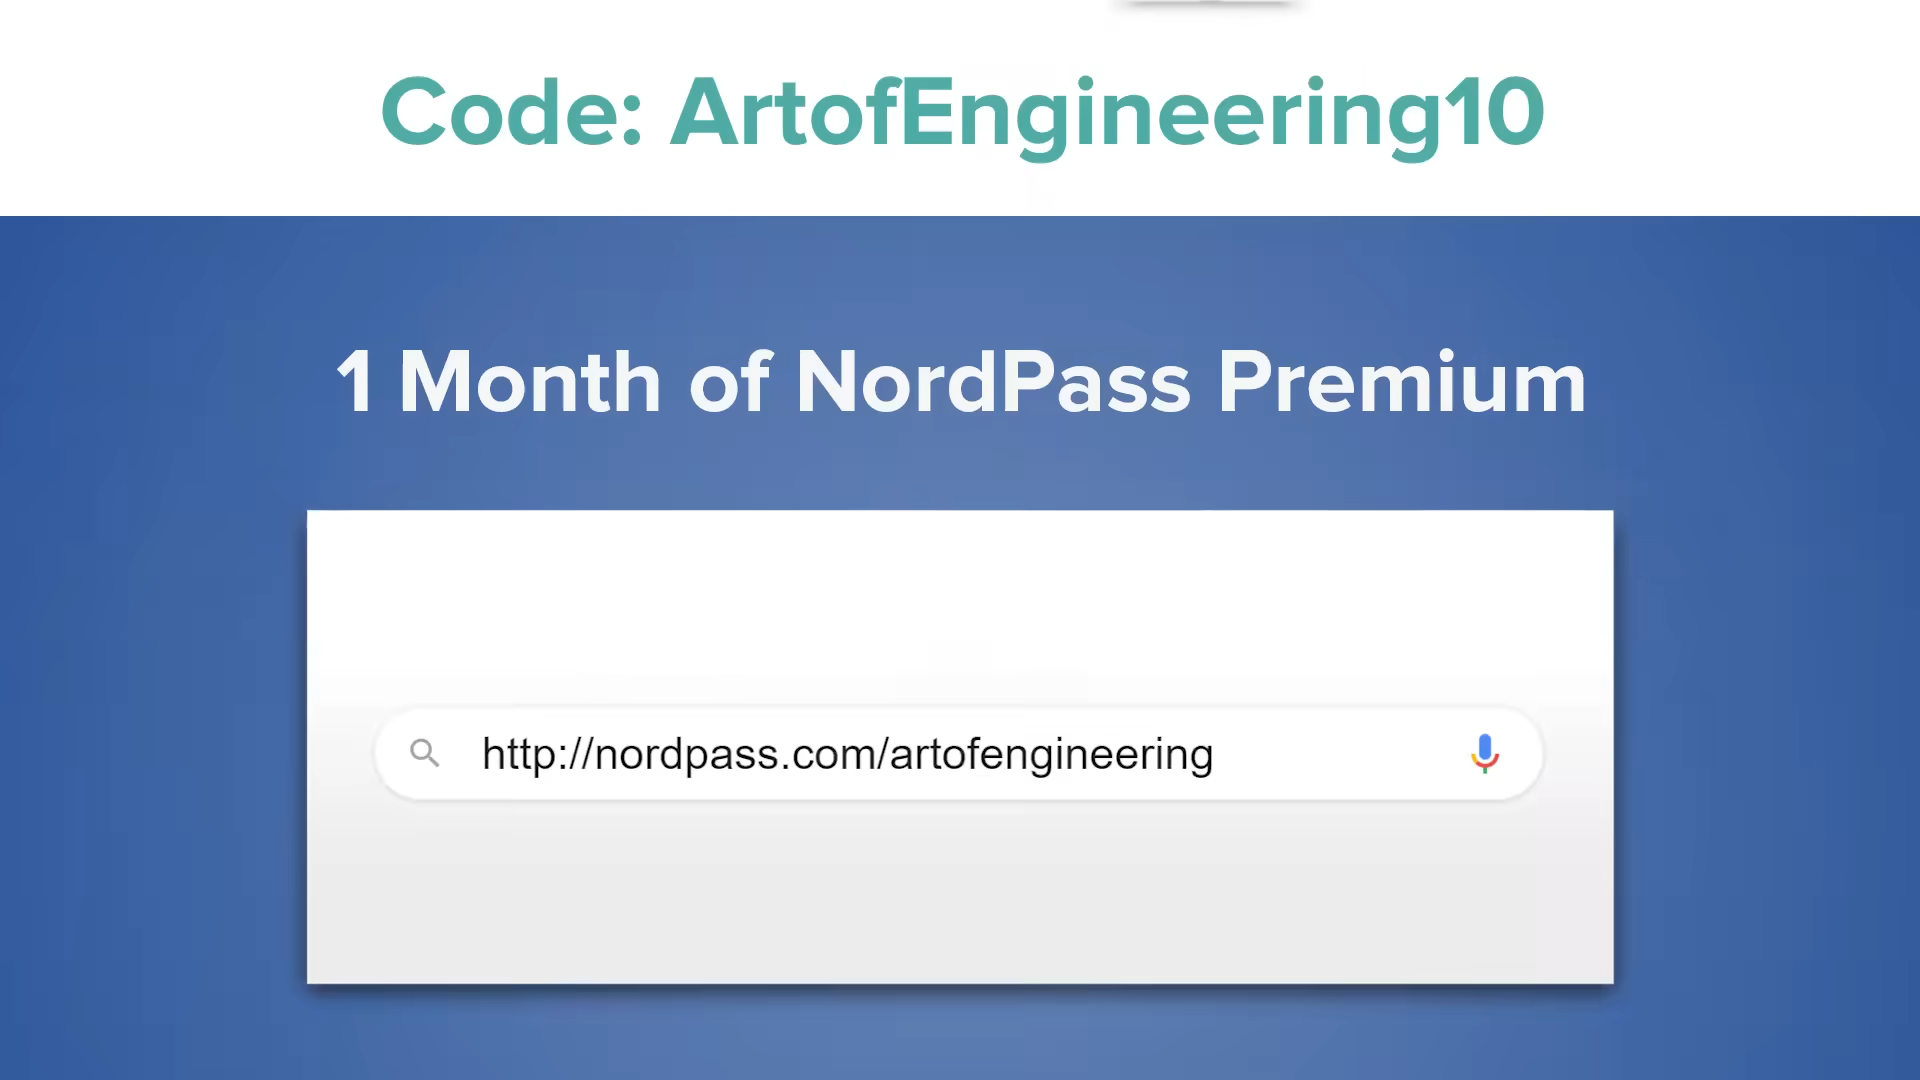 Code: ArtofEngineering10
1 Month of NordPass Premium
http://nordpass.com/artofengineering